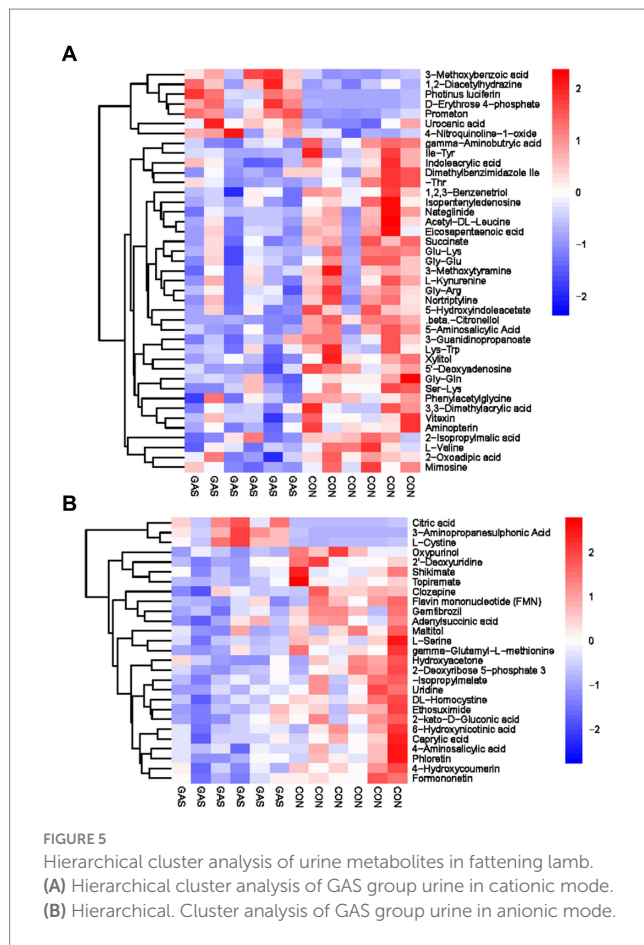 A
3-Methoxybenzoic acid
1,2-Diacetylhydrazine
Photinus luciferin
D-Erythrose 4-phosphate
Prometon
Urocanic acid
4-Nitroquinoline-1-oxide
gamma-Aminobutyric acid
Ile-Tyr
Indoleacrylic acid
Dimethylbenzimidazole Ile
-Thr
1,2,3-Benzenetriol
Isopentenyladenosine
Nateglinide
Acetyl-DL-Leucine
Eicosapentaenoic acid
Succinate
Glu-Lys
Gly-Glu
3-Methoxytyramine
L-Kynurenine
Gly-Arg
Nortriptyline
5-Hydroxyindoleacetate
.beta.-Citronellol
5-Aminosalicylic Acid
3-Guanidinopropanoate
Lys-Trp
Xylitol
5'-Deoxyadenosine
Gly-Gln
Ser-Lys
Phenylacetylglycine
3,3-Dimethylacrylic acid
Vitexin
Aminopterin
2-Isopropylmalic acid
L-Valine
2-Oxoadipic acid
Mimosine
2
1
0
-1
-2
GAS GAS GAS GAS GAS GAS CON CON CON CON CON
B
Citric acid
3-Aminopropanesulphonic Acid
L-Cystine
Oxypurinol
2'-Deoxyuridine
Shikimate
Topiramate
Clozapine
Flavin mononucleotide (FMN)
Gemfibrozil
Adenylsuccinic acid
Maltitol
L-Serine
gamma-Glutamyl-L-methionine
Hydroxyacetone
2-Deoxyribose 5-phosphate 3
-Isopropylmalate
Uridine
DL-Homocystine
Ethosuximide
2-keto-D-Gluconic acid
6-Hydroxynicotinic acid
Caprylic acid
4-Aminosalicylic acid
Phloretin
4-Hydroxycoumarin
Formononetin
2
1
0
-1
-2
GAS GAS GAS GAS GAS GAS CON CON CON CON CON
FIGURE 5
Hierarchical cluster analysis of urine metabolites in fattening lamb.
(A) Hierarchical cluster analysis of GAS group urine in cationic mode.
(B) Hierarchical. Cluster analysis of GAS group urine in anionic mode.